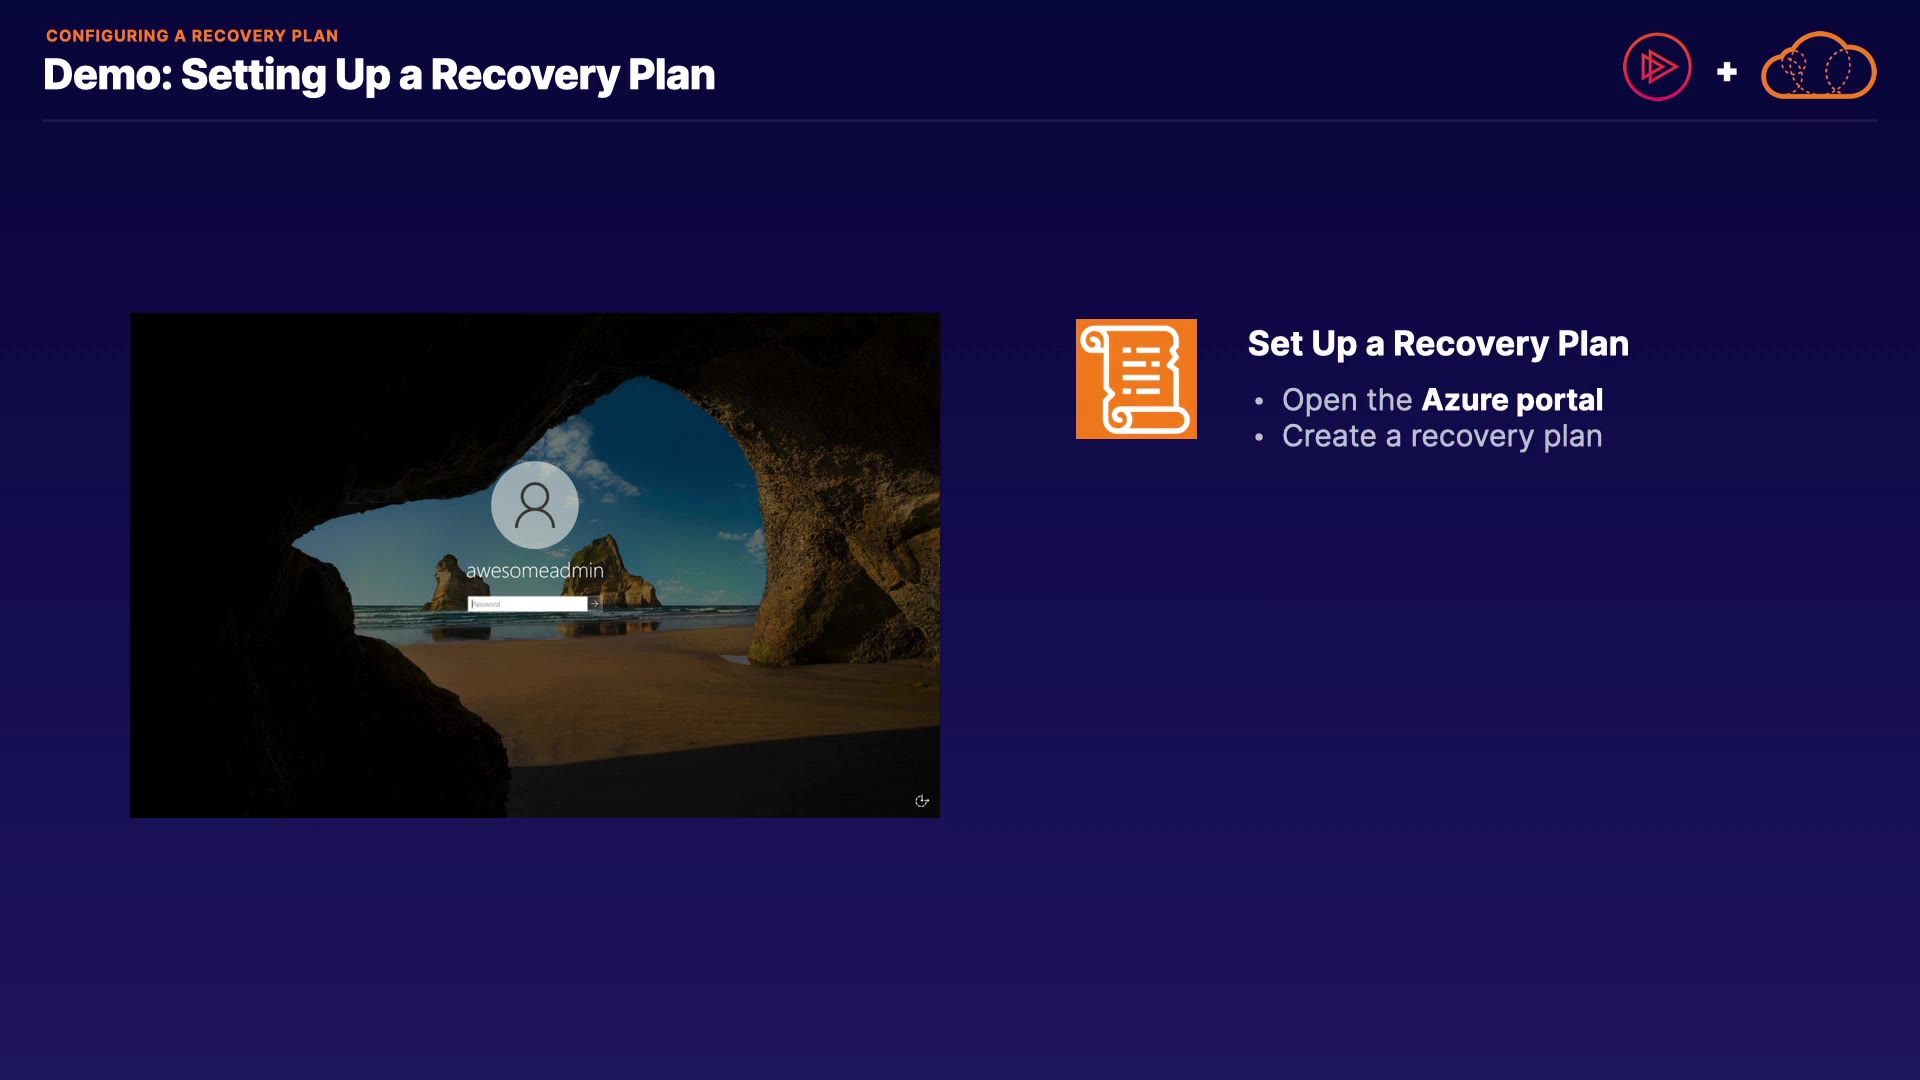 CONFIGURING A RECOVERY PLAN
Demo: Setting Up a Recovery Plan
awesomeadmin
Password
Set Up a Recovery Plan
• Open the Azure portal
• Create a recovery plan